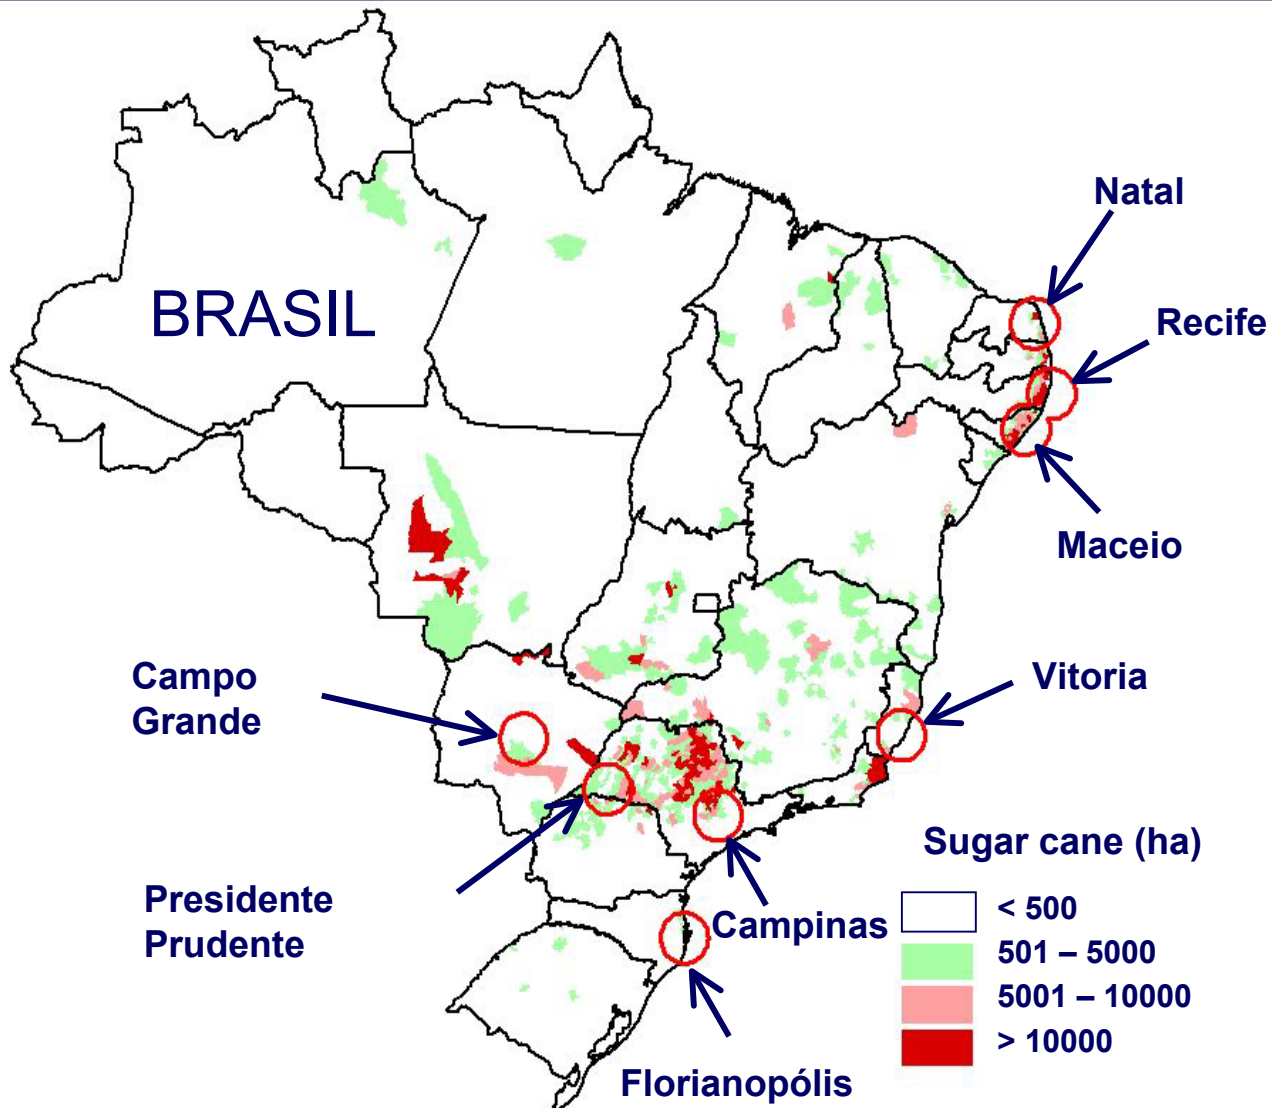 Natal
BRASIL
Recife
Maceio
Campo
Grande
Vitoria
Presidente
Prudente
Campinas
Florianopólis
Sugar cane (ha)
< 500
501 – 5000
5001 – 10000
> 10000